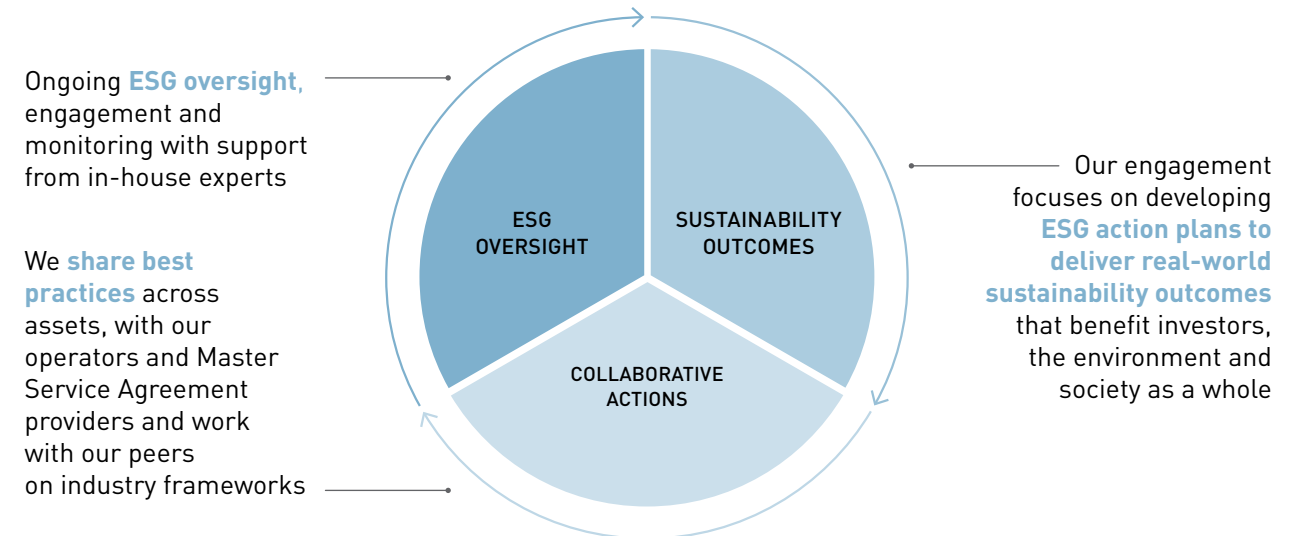 Ongoing ESG oversight,
engagement and
monitoring with support
from in-house experts
We share best
practices across
assets, with our
operators and Master
Service Agreement
providers and work
with our peers
on industry frameworks
ESG
OVERSIGHT
SUSTAINABILITY
OUTCOMES
COLLABORATIVE
ACTIONS
Our engagement
focuses on developing
ESG action plans to
deliver real-world
sustainability outcomes
that benefit investors,
the environment and
society as a whole